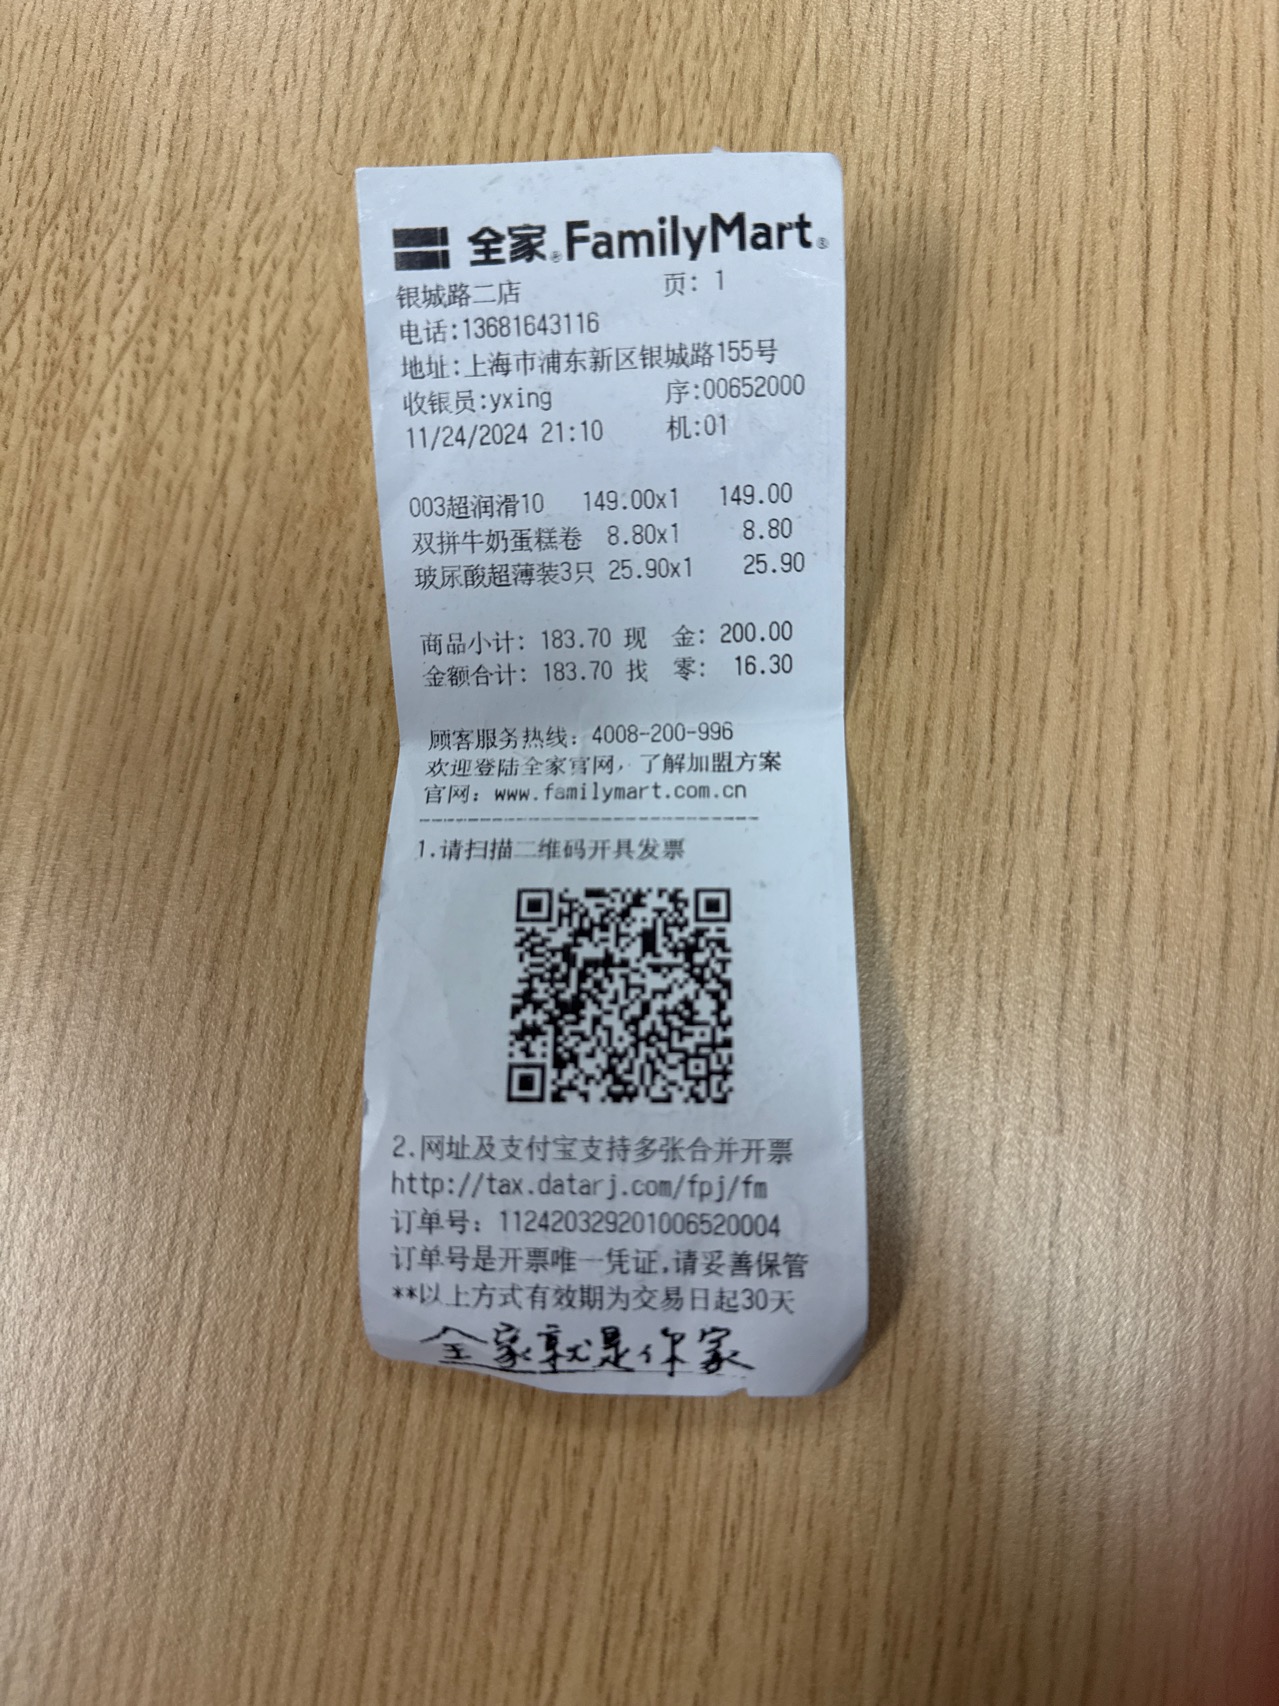 全家®FamilyMart®
银城路二店 页: 1
电话:13681643116
地址:上海市浦东新区银城路155号
收银员:yxing 序:00652000
11/24/2024 21:10 机:01
003超润滑10 149.00x1 149.00
双拼牛奶蛋糕卷 8.80x1 8.80
玻尿酸超薄装3只 25.90x1 25.90
商品小计: 183.70 现 金: 200.00
金额合计: 183.70 找 零: 16.30
顾客服务热线: 4008-200-996
欢迎登陆全家官网, 了解加盟方案
官网: www.familymart.com.cn
1.请扫描二维码开具发票
2.网址及支付宝支持多张合并开票
http://tax.datarj.com/fpj/fm
订单号: 112420329201006520004
订单号是开票唯一凭证,请妥善保管
**以上方式有效期为交易日起30天
全家就是你家